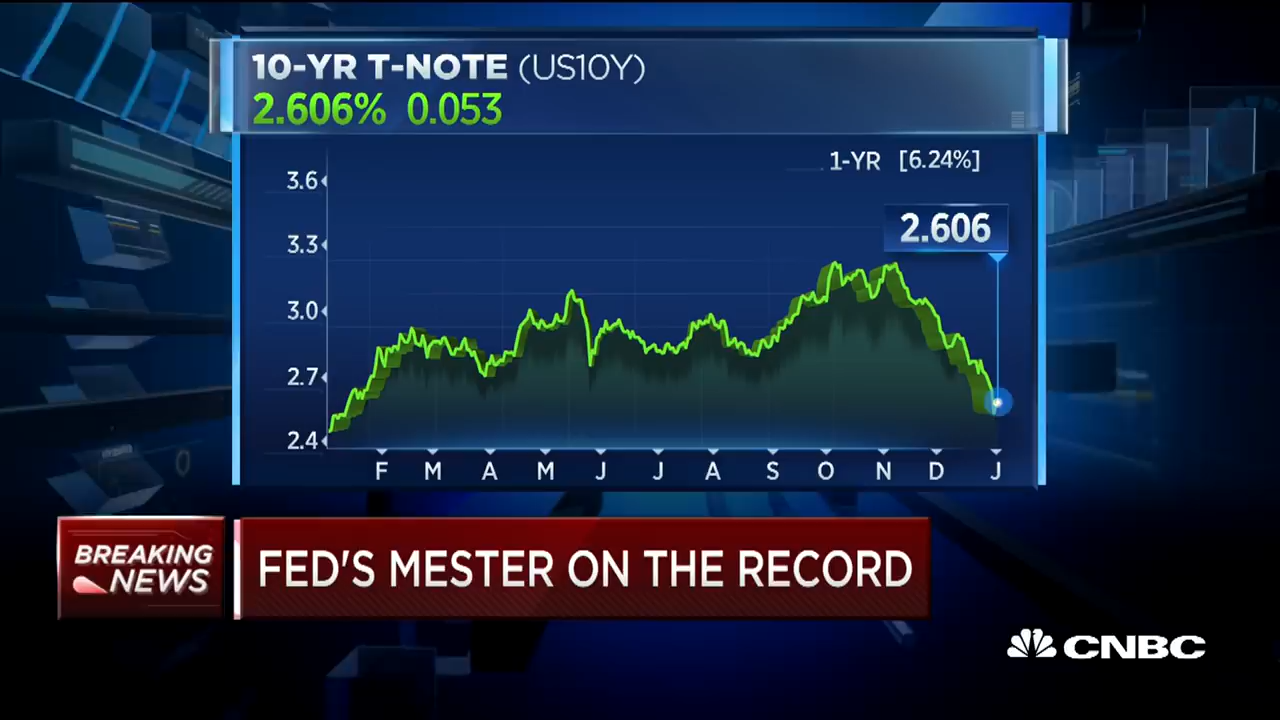 10-YR T-NOTE (US10Y)
2.606% 0.053
1-YR [6.24%]
2.606
3.6
3.3
3.0
2.7
2.4
F M A M J J A S O N D J
BREAKING
NEWS
FED'S MESTER ON THE RECORD
CNBC